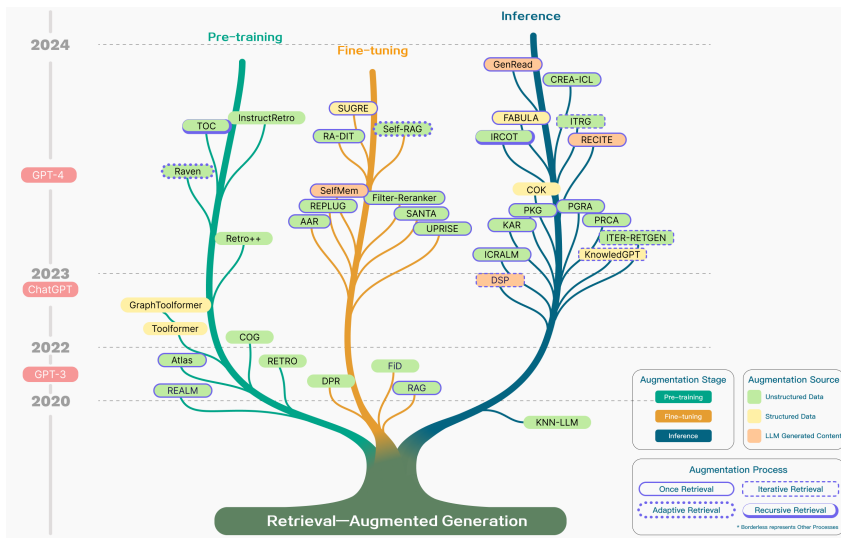 Inference
Pre-training
Fine-tuning
2024
GenRead
CREA-ICL
SUGRE
FABULA
ITRG
TOC
InstructRetro
RA-DIT
Self-RAG
IRCOT
RECITE
GPT-4
Raven
SelfMem
Filter-Reranker
COK
REPLUG
SANTA
PKG
PGRA
AAR
UPRISE
KAR
PRCA
Retro++
ITER-RETGEN
ICRALM
KnowledGPT
2023
DSP
ChatGPT
GraphToolformer
Toolformer
COG
2022
Atlas
RETRO
FiD
GPT-3
DPR
RAG
REALM
2020
KNN-LLM
Augmentation Stage
Pre-training
Fine-tuning
Inference
Augmentation Source
Unstructured Data
Structured Data
LLM Generated Content
Augmentation Process
Once Retrieval
Iterative Retrieval
Adaptive Retrieval
Recursive Retrieval
* Borderless represents Other Processes
Retrieval—Augmented Generation